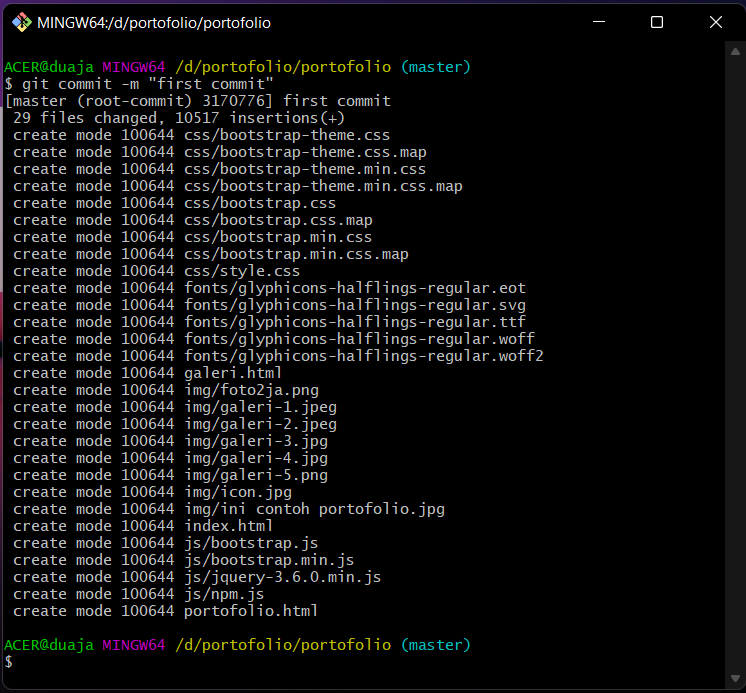 MINGW64:/d/portofolio/portofolio
ACER@duaja MINGW64 /d/portofolio/portofolio (master)
$ git commit -m "first commit"
[master (root-commit) 3170776] first commit
 29 files changed, 10517 insertions(+)
 create mode 100644 css/bootstrap-theme.css
 create mode 100644 css/bootstrap-theme.css.map
 create mode 100644 css/bootstrap-theme.min.css
 create mode 100644 css/bootstrap-theme.min.css.map
 create mode 100644 css/bootstrap.css
 create mode 100644 css/bootstrap.css.map
 create mode 100644 css/bootstrap.min.css
 create mode 100644 css/bootstrap.min.css.map
 create mode 100644 css/style.css
 create mode 100644 fonts/glyphicons-halflings-regular.eot
 create mode 100644 fonts/glyphicons-halflings-regular.svg
 create mode 100644 fonts/glyphicons-halflings-regular.ttf
 create mode 100644 fonts/glyphicons-halflings-regular.woff
 create mode 100644 fonts/glyphicons-halflings-regular.woff2
 create mode 100644 galeri.html
 create mode 100644 img/foto2ja.png
 create mode 100644 img/galeri-1.jpeg
 create mode 100644 img/galeri-2.jpeg
 create mode 100644 img/galeri-3.jpg
 create mode 100644 img/galeri-4.jpg
 create mode 100644 img/galeri-5.png
 create mode 100644 img/icon.jpg
 create mode 100644 img/ini contoh portofolio.jpg
 create mode 100644 index.html
 create mode 100644 js/bootstrap.js
 create mode 100644 js/bootstrap.min.js
 create mode 100644 js/jquery-3.6.0.min.js
 create mode 100644 js/npm.js
 create mode 100644 portofolio.html
ACER@duaja MINGW64 /d/portofolio/portofolio (master)
$